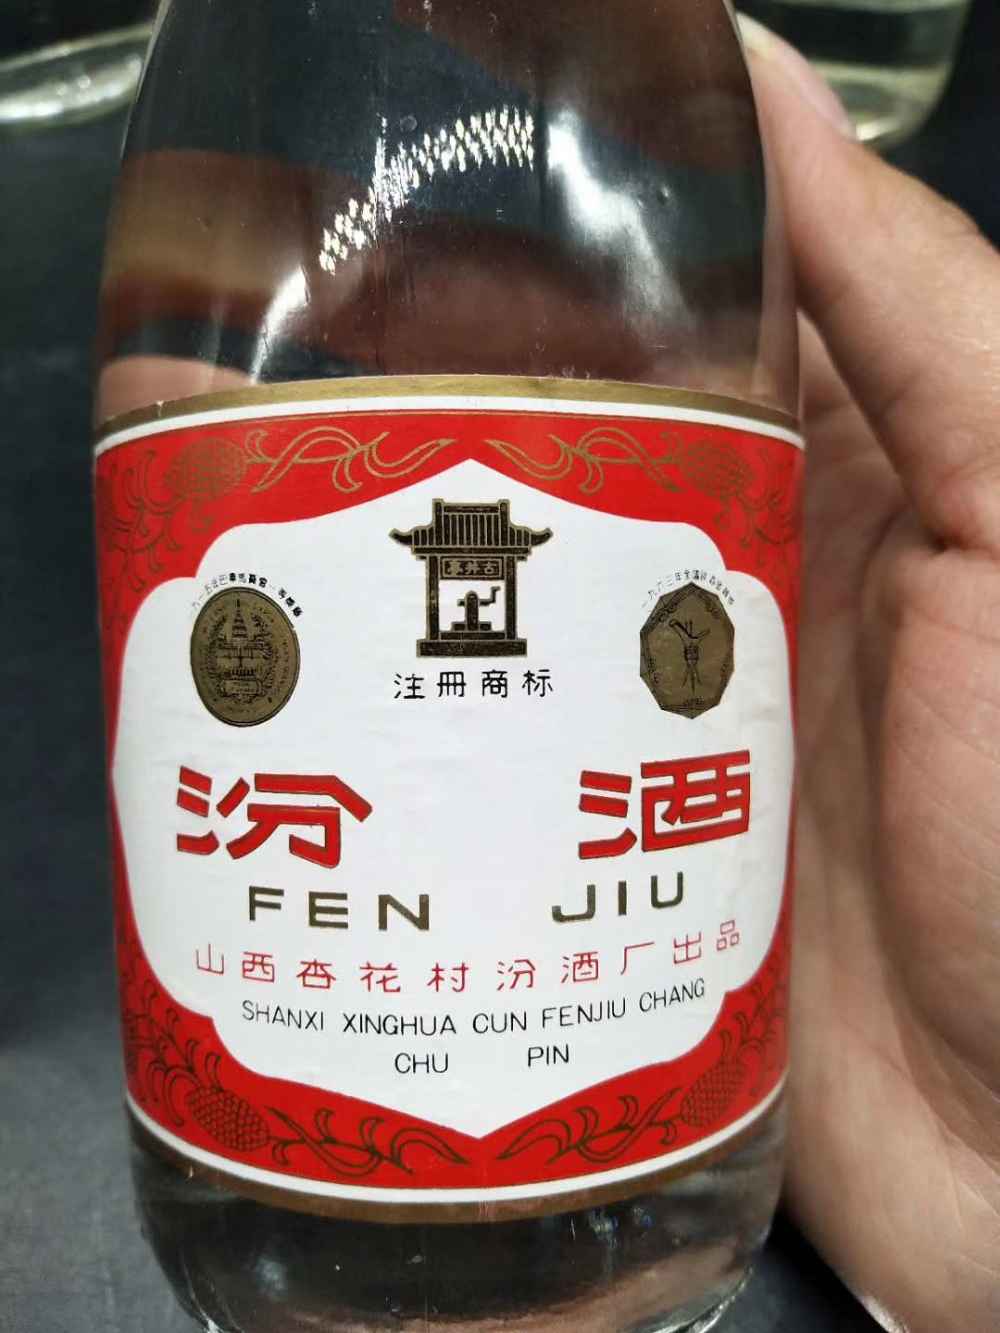 古井亭
注册商标
汾酒
FEN JIU
山西杏花村汾酒厂出品
SHANXI XINGHUA CUN FENJIU CHANG
CHU PIN